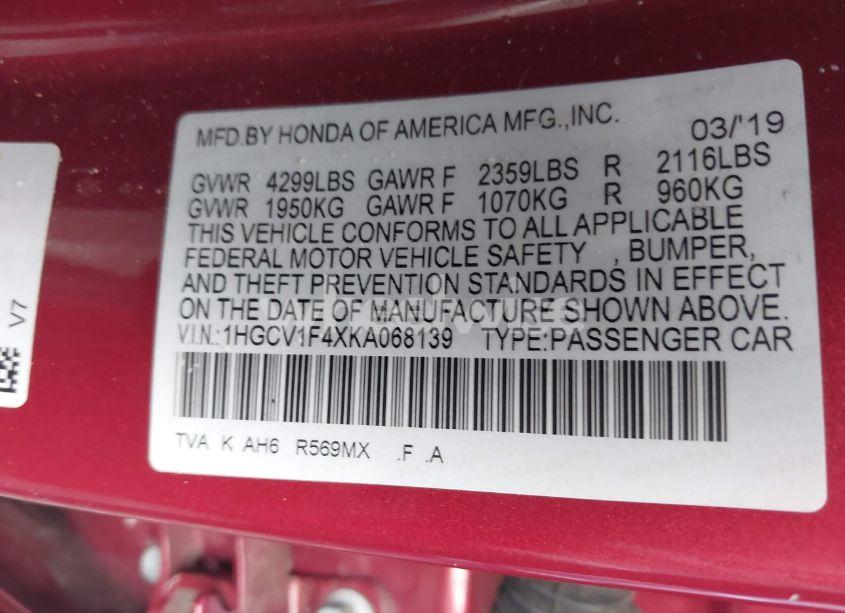 MFD.BY HONDA OF AMERICA MFG.,INC. 03/'19
GVWR 4299LBS GAWR F 2359LBS R 2116LBS
GVWR 1950KG GAWR F 1070KG R 960KG
THIS VEHICLE CONFORMS TO ALL APPLICABLE
FEDERAL MOTOR VEHICLE SAFETY , BUMPER,
AND THEFT PREVENTION STANDARDS IN EFFECT
ON THE DATE OF MANUFACTURE SHOWN ABOVE.
V.I.N.:1HGCV1F4XKA068139 TYPE:PASSENGER CAR
TVA K AH6 R569MX .F .A
V7